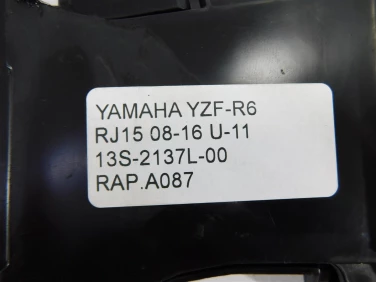 YAMAHA YZF-R6
RJ15 08-16 U-11
13S-2137L-00
RAP.A087